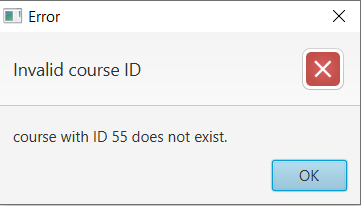 Error
Invalid course ID
course with ID 55 does not exist.
OK